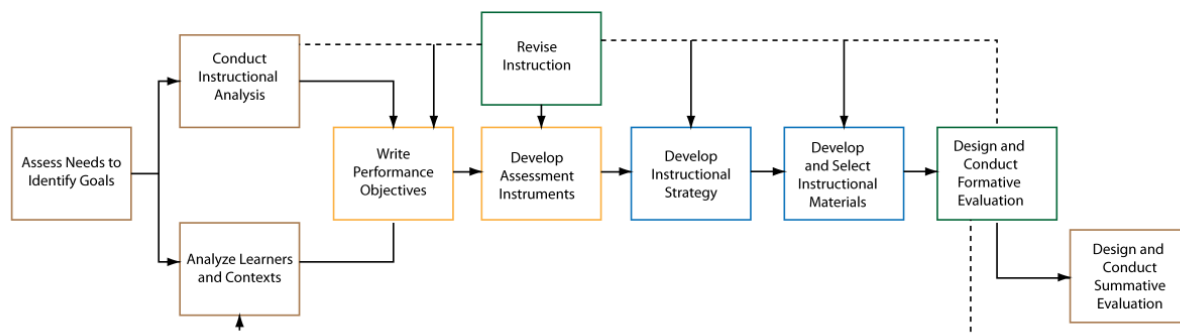 Assess Needs to
Identify Goals
Conduct
Instructional
Analysis
Analyze Learners
and Contexts
Revise
Instruction
Write
Performance
Objectives
Develop
Assessment
Instruments
Develop
Instructional
Strategy
Develop
and Select
Instructional
Materials
Design and
Conduct
Formative
Evaluation
Design and
Conduct
Summative
Evaluation